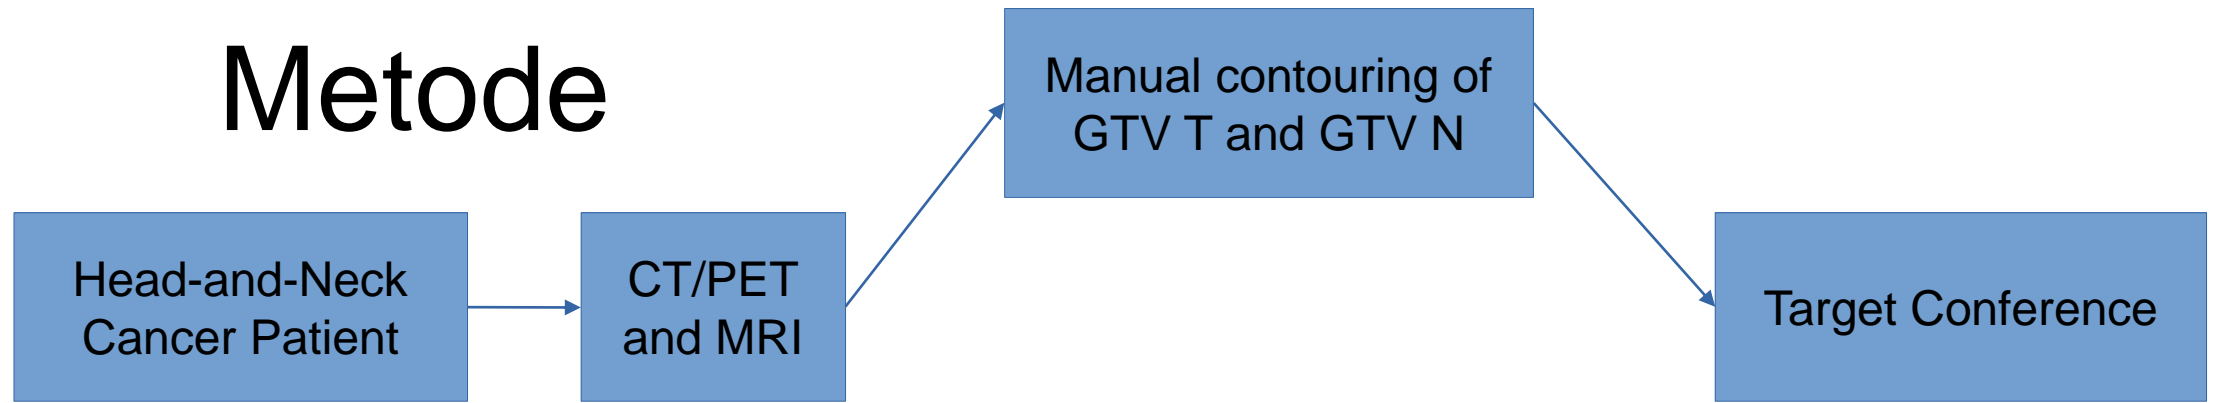 Metode
Head-and-Neck
Cancer Patient
CT/PET
and MRI
Manual contouring of
GTV T and GTV N
Target Conference